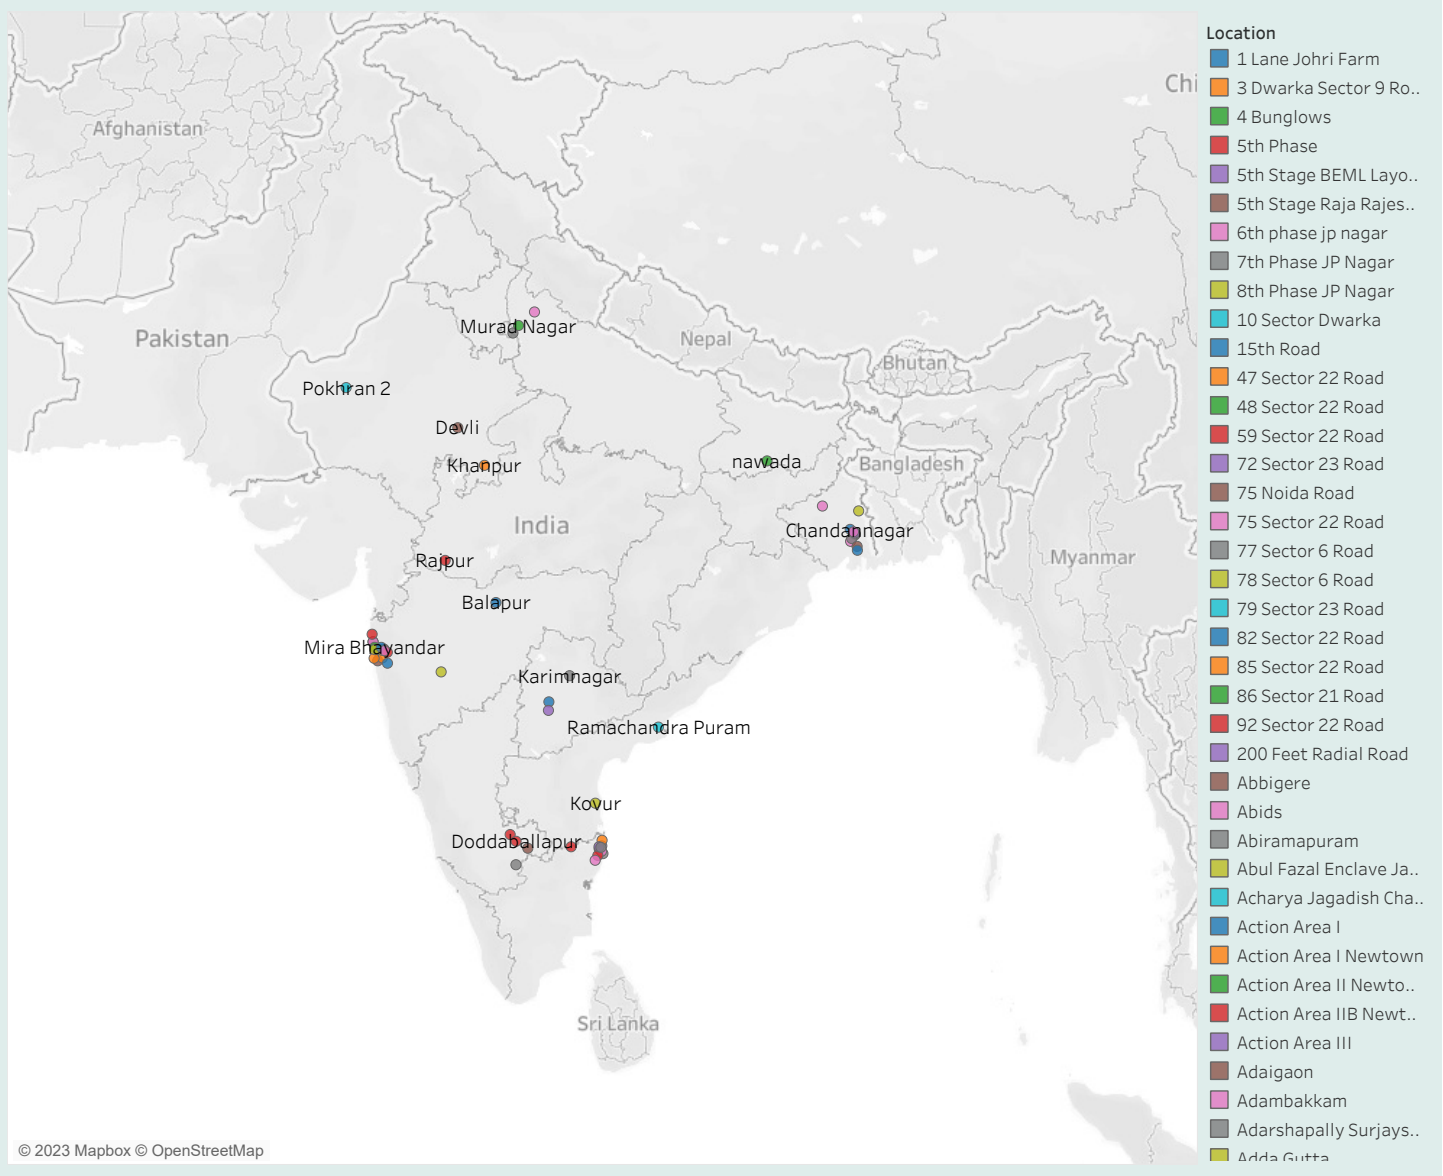 Chi
Afghanistan
Pakistan
Murad Nagar
Nepal
Bhutan
Pokhran 2
Devli
Khanpur
nawada
Bangladesh
India
Chandannagar
Myanmar
Rajpur
Balapur
Mira Bhayandar
Karimnagar
Ramachandra Puram
Kovur
Doddaballapur
Sri Lanka
© 2023 Mapbox © OpenStreetMap
Location
1 Lane Johri Farm
3 Dwarka Sector 9 Ro..
4 Bunglows
5th Phase
5th Stage BEML Layo..
5th Stage Raja Rajes..
6th phase jp nagar
7th Phase JP Nagar
8th Phase JP Nagar
10 Sector Dwarka
15th Road
47 Sector 22 Road
48 Sector 22 Road
59 Sector 22 Road
72 Sector 23 Road
75 Noida Road
75 Sector 22 Road
77 Sector 6 Road
78 Sector 6 Road
79 Sector 23 Road
82 Sector 22 Road
85 Sector 22 Road
86 Sector 21 Road
92 Sector 22 Road
200 Feet Radial Road
Abbigere
Abids
Abiramapuram
Abul Fazal Enclave Ja..
Acharya Jagadish Cha..
Action Area I
Action Area I Newtown
Action Area II Newto..
Action Area IIB Newt..
Action Area III
Adaigaon
Adambakkam
Adarshapally Surjays..
Adda Gutta